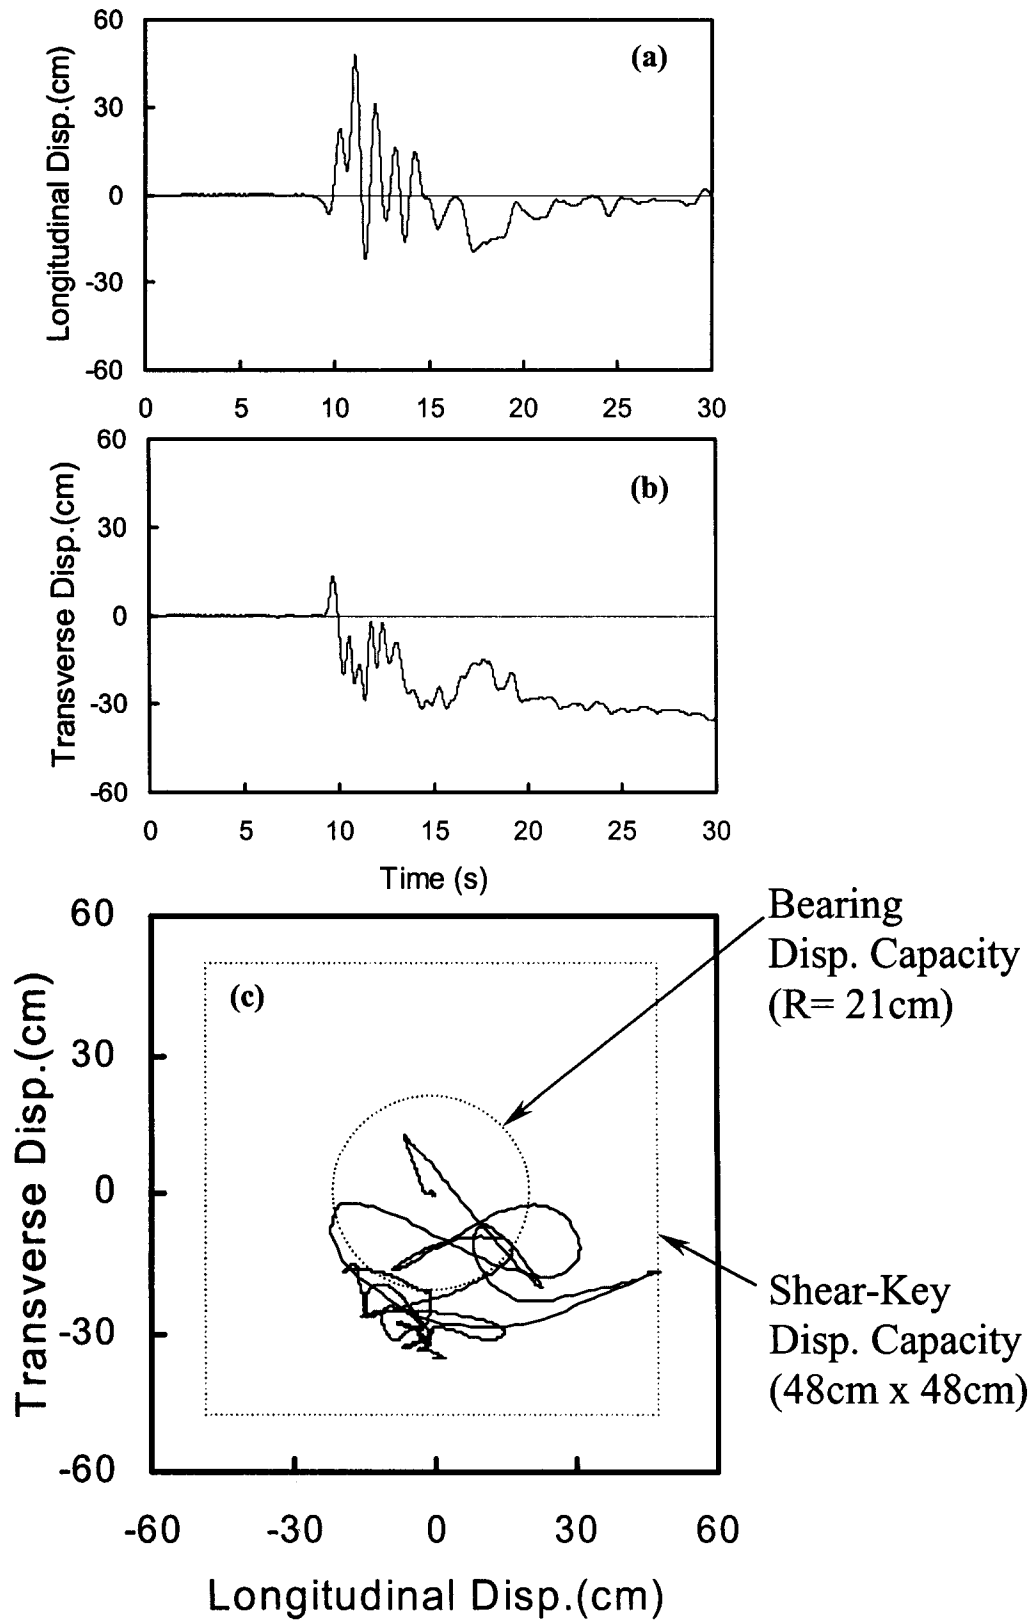 60
30
0
-30
-60
Longitudinal Disp.(cm)
(a)
0 5 10 15 20 25 30
60
30
0
-30
-60
Transverse Disp.(cm)
(b)
0 5 10 15 20 25 30
Time (s)
60
30
0
-30
-60
Transverse Disp.(cm)
(c)
Bearing
Disp. Capacity
(R= 21cm)
Shear-Key
Disp. Capacity
(48cm x 48cm)
-60 -30 0 30 60
Longitudinal Disp.(cm)